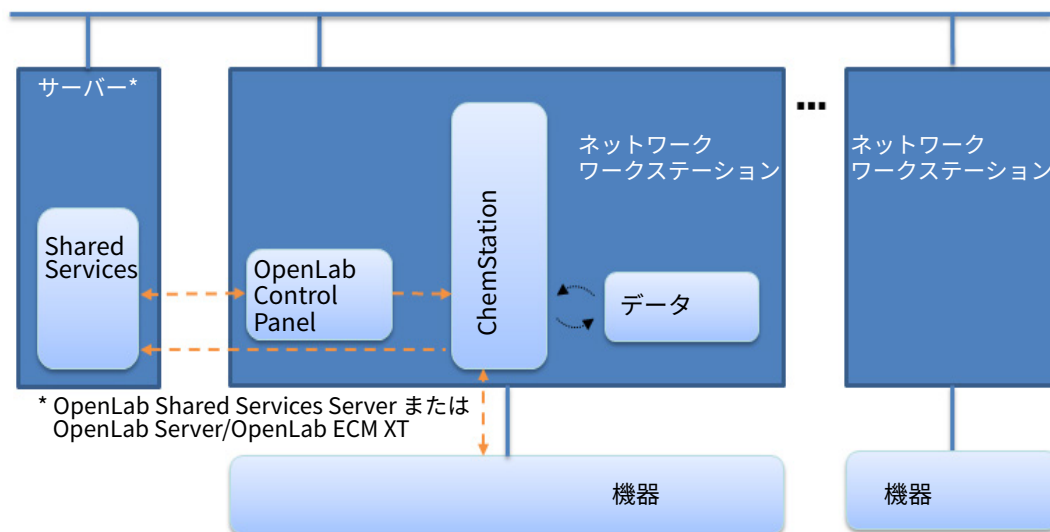 サーバー*
Shared
Services
OpenLab
Control
Panel
ChemStation
ネットワーク
ワークステーション
データ
...
ネットワーク
ワークステーション
* OpenLab Shared Services Server または
OpenLab Server/OpenLab ECM XT
機器
機器